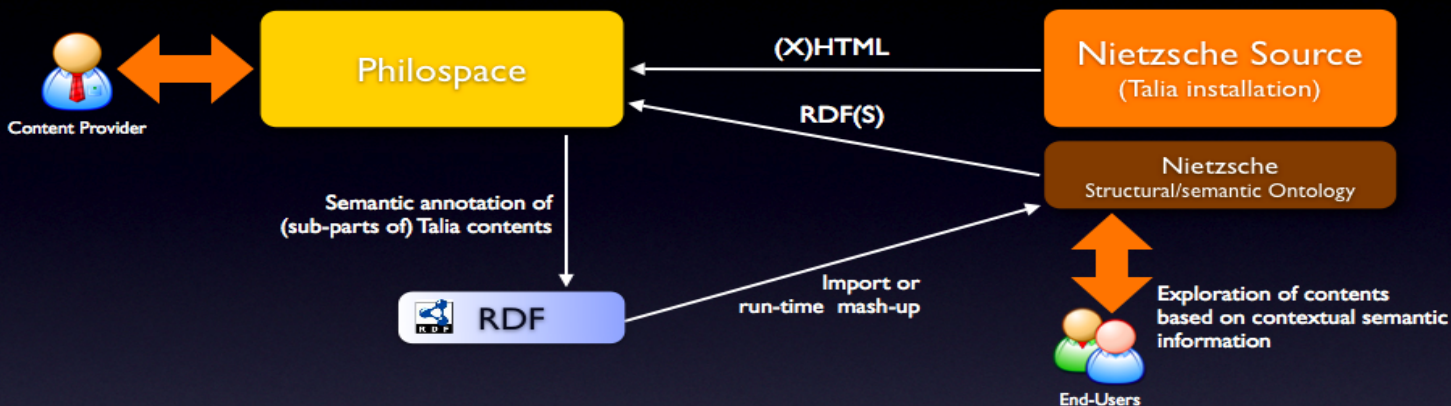 (X)HTML
Philospace
Nietzsche Source
(Talia installation)
Content Provider
RDF(S)
Nietzsche
Structural/semantic Ontology
Semantic annotation of
(sub-parts of) Talia contents
Import or
run-time mash-up
RDF
RDF
Exploration of contents
based on contextual semantic
information
End-Users